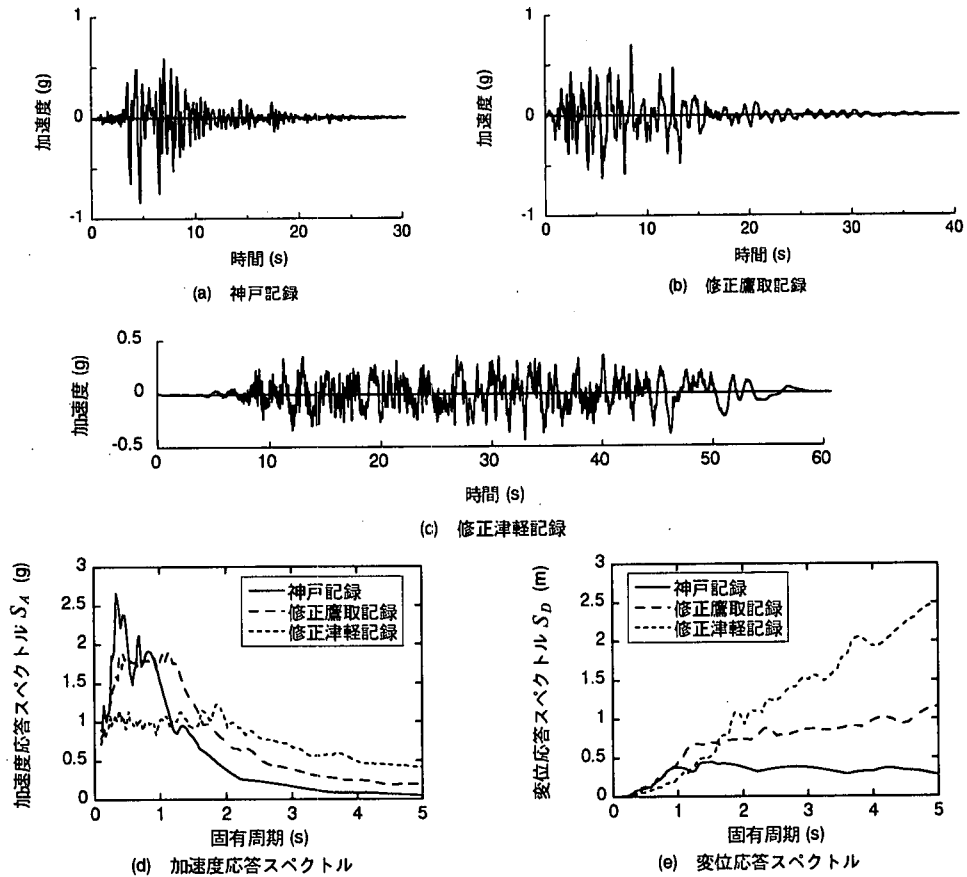 1
0
-1
加速度 (g)
0 10 20 30
時間 (s)
(a) 神戸記録
1
0
-1
加速度 (g)
0 10 20 30 40
時間 (s)
(b) 修正鷹取記録
0.5
0
-0.5
加速度 (g)
0 10 20 30 40 50 60
時間 (s)
(c) 修正津軽記録
3
2.5
2
1.5
1
0.5
0
加速度応答スペクトル S_A (g)
神戸記録
修正鷹取記録
修正津軽記録
0 1 2 3 4 5
固有周期 (s)
(d) 加速度応答スペクトル
3
2.5
2
1.5
1
0.5
0
変位応答スペクトル S_D (m)
神戸記録
修正鷹取記録
修正津軽記録
0 1 2 3 4 5
固有周期 (s)
(e) 変位応答スペクトル